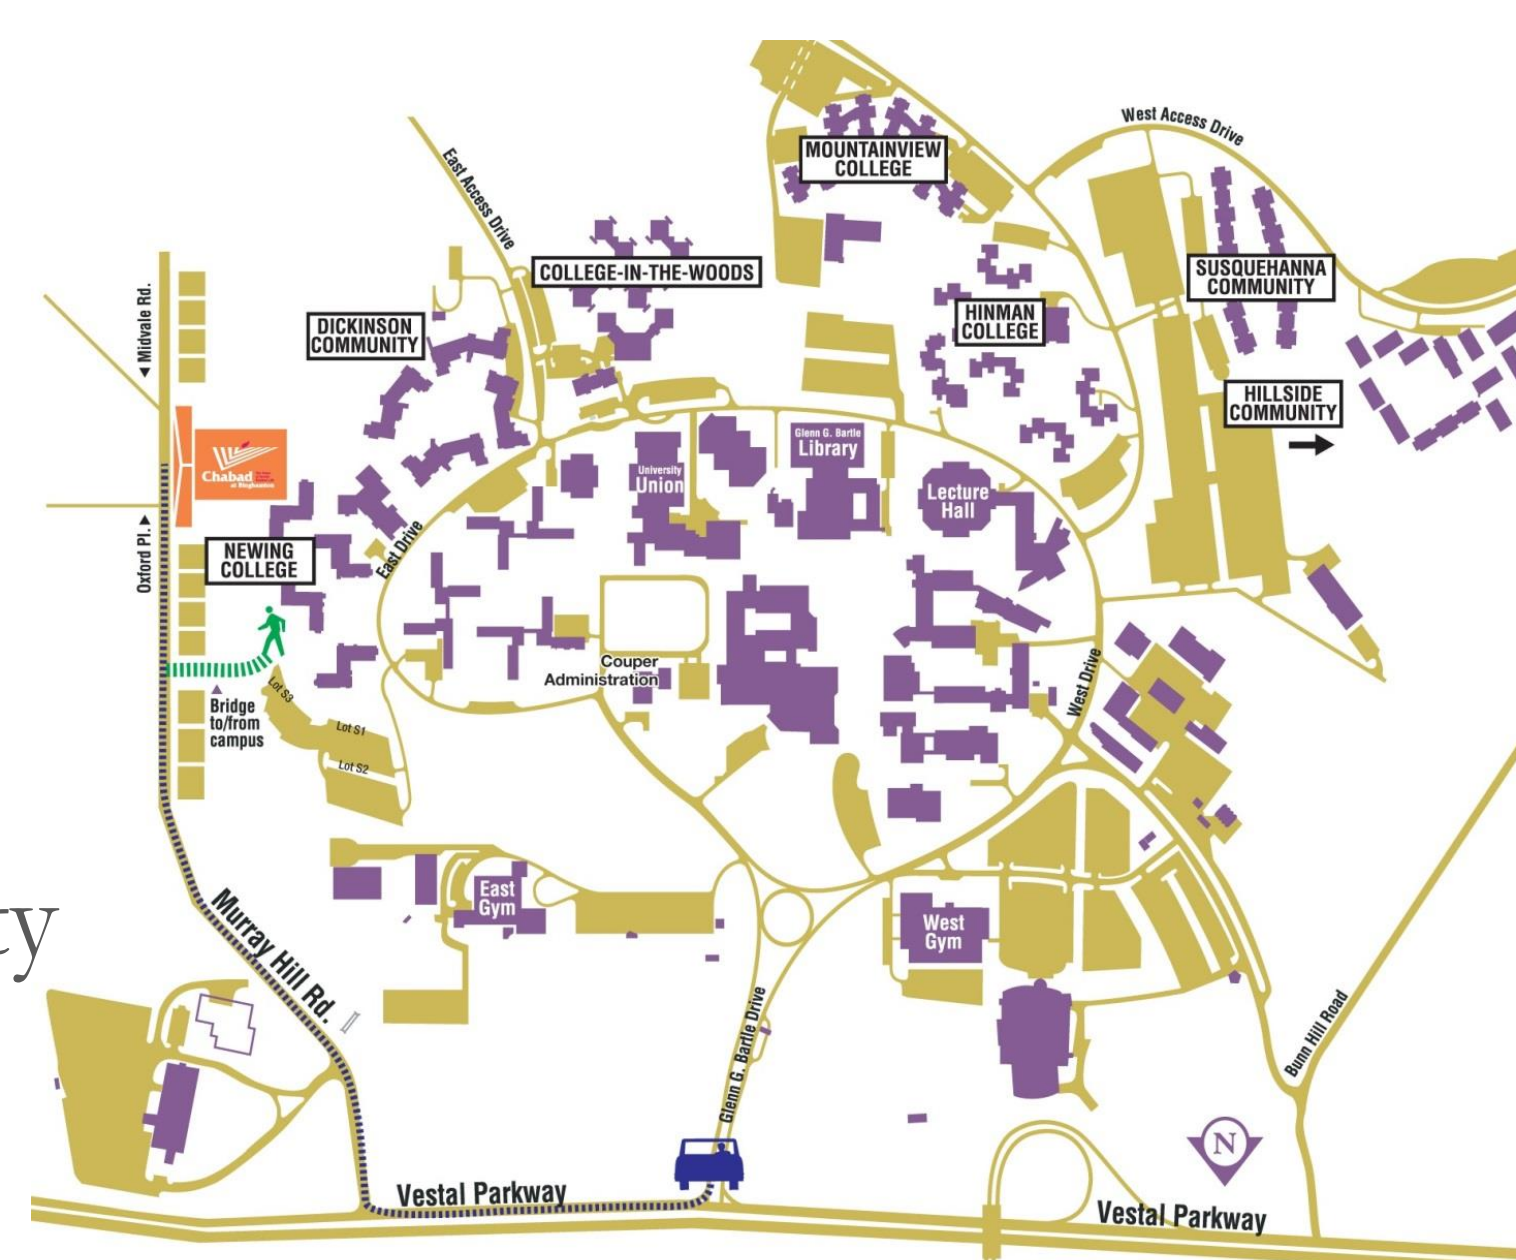 West Access Drive
MOUNTAINVIEW
COLLEGE
East Access Drive
COLLEGE-IN-THE-WOODS
SUSQUEHANNA
COMMUNITY
◀ Midvale Rd.
DICKINSON
COMMUNITY
HINMAN
COLLEGE
HILLSIDE
COMMUNITY
Glenn G. Bartle
Library
University
Union
Chabad
at Binghamton
Lecture
Hall
Oxford Pl. ▶
NEWING
COLLEGE
East Drive
Couper
Administration
West Drive
Lot S3
Bridge
to/from
campus
Lot S1
Lot S2
East
Gym
West
Gym
ty
Murray Hill Rd.
Glenn G. Bartle Drive
Bunn Hill Road
N
Vestal Parkway
Vestal Parkway